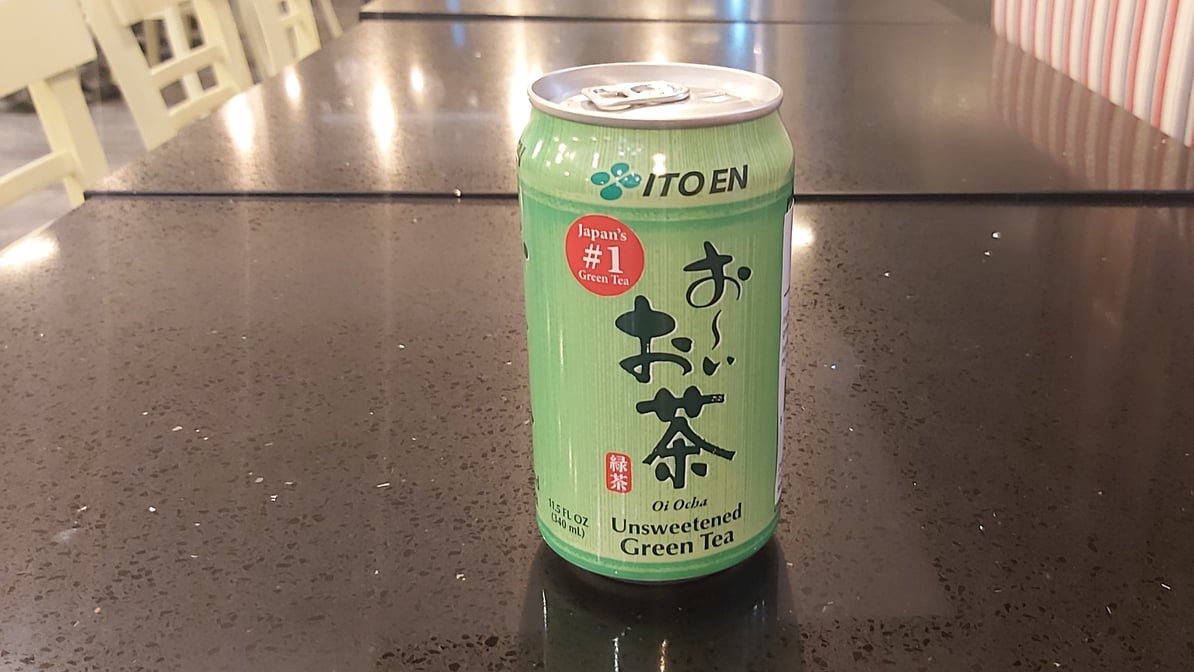 ITO EN
Japan's
#1
Green Tea
お～い
お茶
緑茶
Oi Ocha
Unsweetened
Green Tea
11.5 FL OZ
(340 mL)